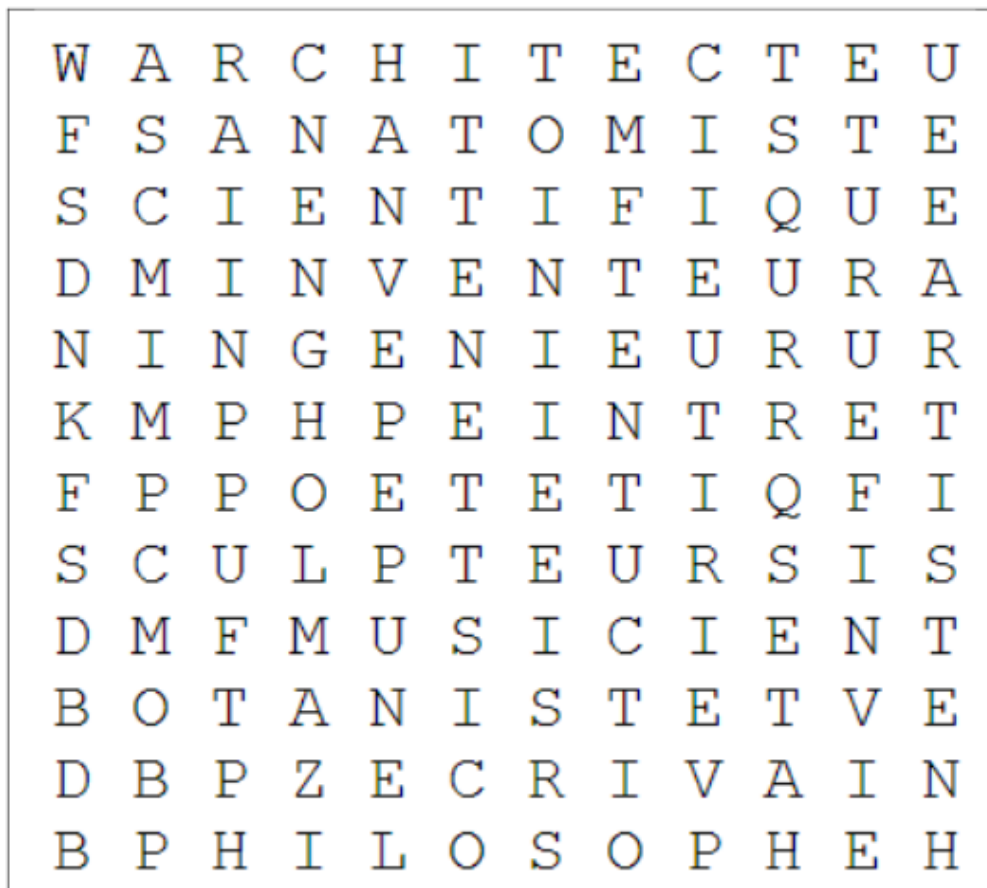 W A R C H I T E C T E U
F S A N A T O M I S T E
S C I E N T I F I Q U E
D M I N V E N T E U R A
N I N G E N I E U R U R
K M P H P E I N T R E T
F P P O E T E T I Q F I
S C U L P T E U R S I S
D M F M U S I C I E N T
B O T A N I S T E T V E
D B P Z E C R I V A I N
B P H I L O S O P H E H